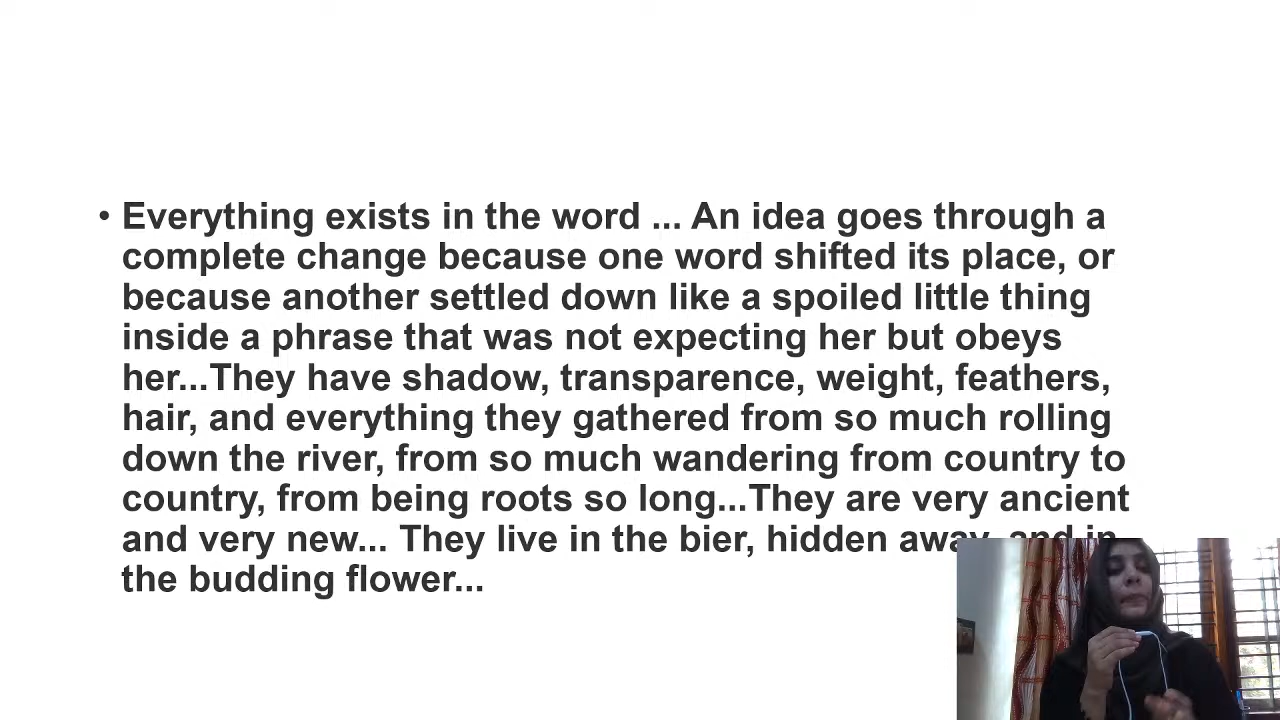 • Everything exists in the word ... An idea goes through a
complete change because one word shifted its place, or
because another settled down like a spoiled little thing
inside a phrase that was not expecting her but obeys
her...They have shadow, transparence, weight, feathers,
hair, and everything they gathered from so much rolling
down the river, from so much wandering from country to
country, from being roots so long...They are very ancient
and very new... They live in the bier, hidden away, and in
the budding flower...